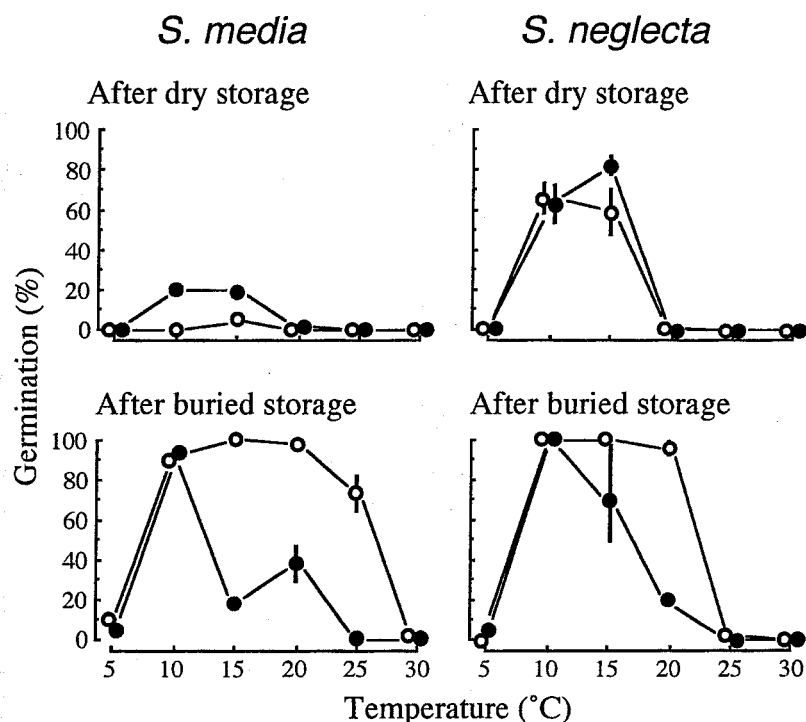 S. media
S. neglecta
After dry storage
After dry storage
100
80
60
40
20
0
After buried storage
After buried storage
100
80
60
40
20
0
5 10 15 20 25 30
5 10 15 20 25 30
Germination (%)
Temperature (°C)